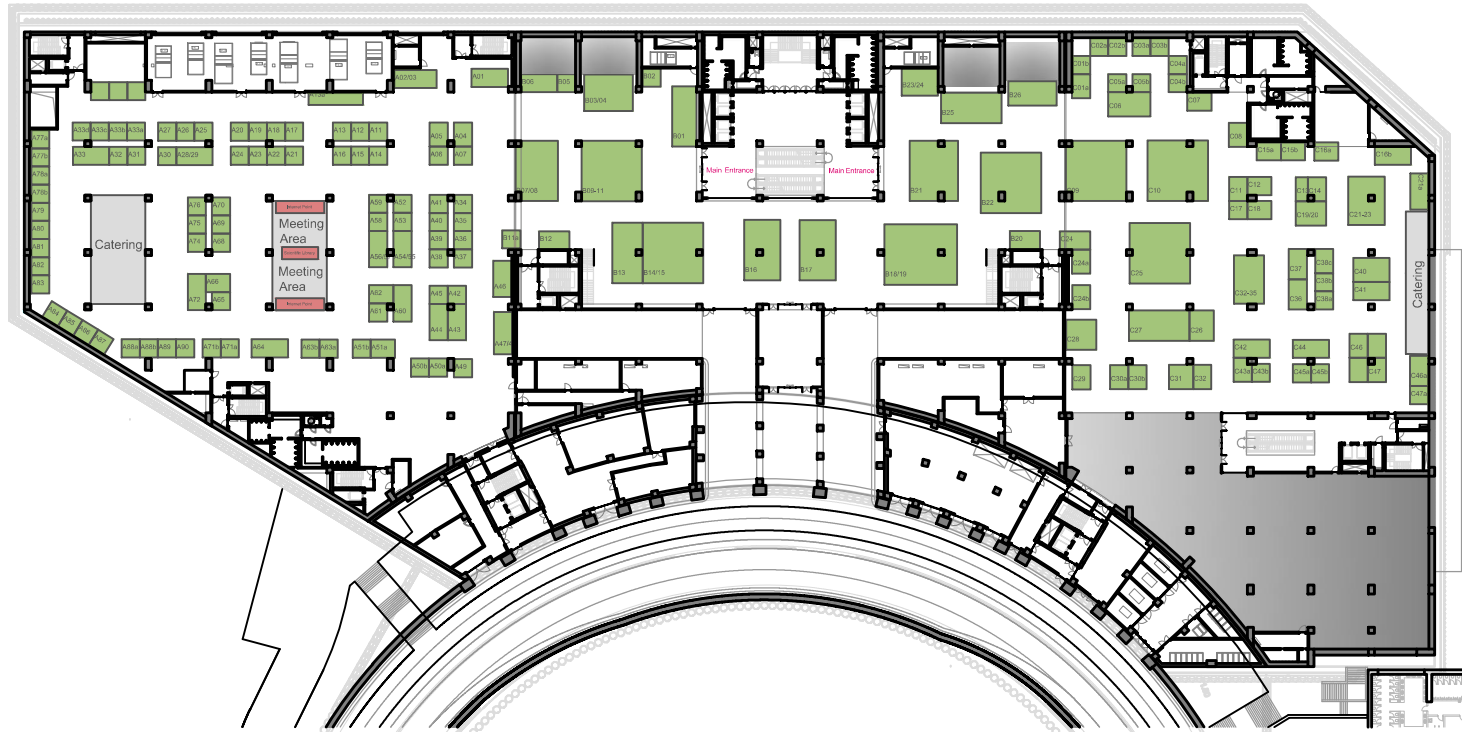 C02a C02b C03a C03b
A02/03 A01 B06 B05 B02 B23/24 B26 C01b C04a
C01a C05a C05b C04b
B03/04 B25 C06 C07
B01
A77a A33d A33c A33b A33a A27 A26 A25 A20 A19 A18 A17 A13 A12 A11 A05 A04 C08
A77b A33 A32 A31 A30 A28/29 A24 A23 A22 A21 A16 A15 A14 A06 A07 C15a C15b C16a C16b
A78a Main Entrance Main Entrance
A78b B09-11 B21 B22 C10 C11 C12 C13 C14 C21a
A79 A76 A70 A59 A52 A41 A34 C17 C18 C19/20 C21-23
A80 A75 A69 Meeting A58 A53 A40 A35
Area
A81 Catering A74 A68 A39 A36 B11a B12 B20 C24
A82 A54/55 A38 A37 B13 B14/15 B16 B17 B18/19 C24a C25 C37 C38c C40
A83 A66 Meeting A46 C38b Catering
Area
A72 A65 A62 A45 A42 C24b C32-35 C36 C38a C41
A84 A85 A86 A87 A61 A60 A44 A43 C27 C26
A88a A88b A89 A90 A71b A71a A64 A63b A63a A51b A51a C28 C42 C44 C46
A50b A50a A49 C29 C30a C30b C31 C32 C43a C43b C45a C45b C47 C46a
C47a